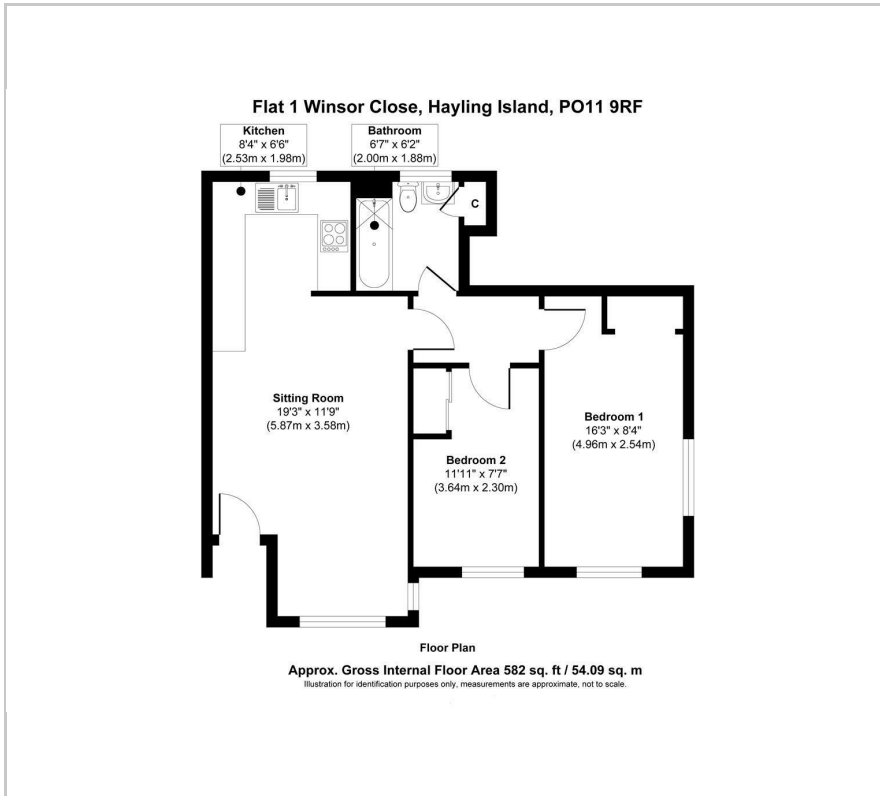 Flat 1 Winsor Close, Hayling Island, PO11 9RF
Kitchen
8'4" x 6'6"
(2.53m x 1.98m)
Bathroom
6'7" x 6'2"
(2.00m x 1.88m)
C
Sitting Room
19'3" x 11'9"
(5.87m x 3.58m)
Bedroom 1
16'3" x 8'4"
(4.96m x 2.54m)
Bedroom 2
11'11" x 7'7"
(3.64m x 2.30m)
Floor Plan
Approx. Gross Internal Floor Area 582 sq. ft / 54.09 sq. m
Illustration for identification purposes only, measurements are approximate, not to scale.